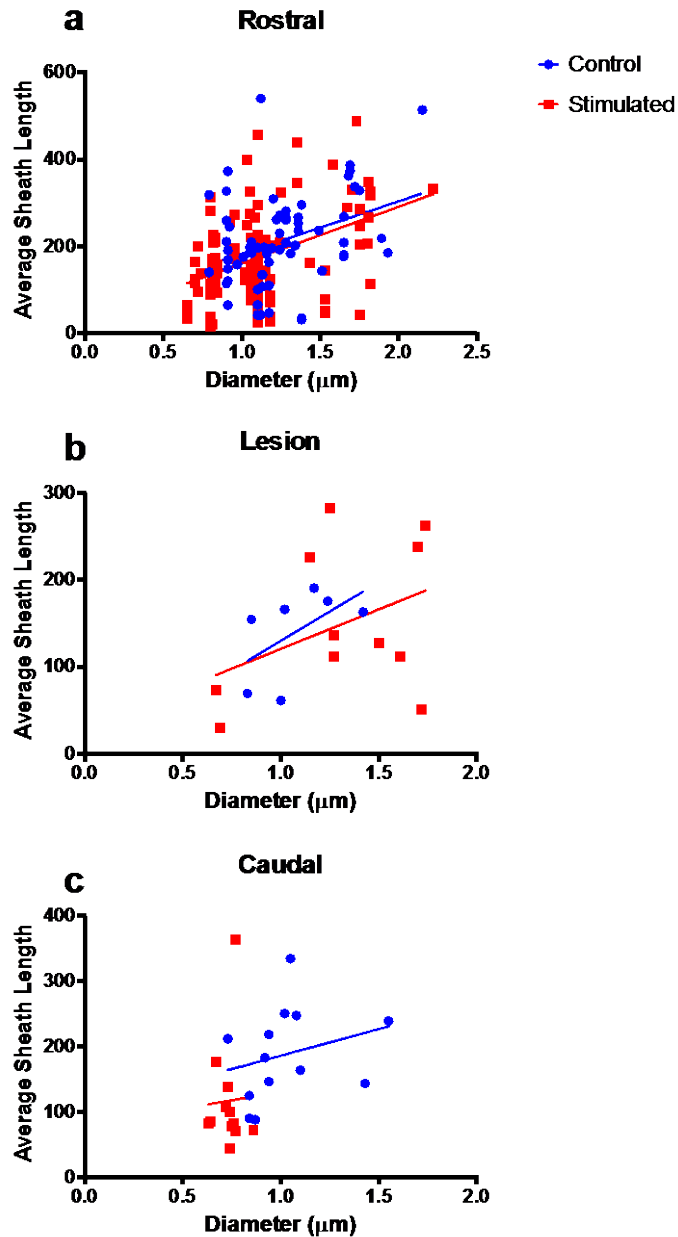 a
Rostral
Control
Stimulated
600
400
200
0
Average Sheath Length
0.0 0.5 1.0 1.5 2.0 2.5
Diameter (μm)
b
Lesion
300
200
100
0
Average Sheath Length
0.0 0.5 1.0 1.5 2.0
Diameter (μm)
c
Caudal
400
300
200
100
0
Average Sheath Length
0.0 0.5 1.0 1.5 2.0
Diameter (μm)